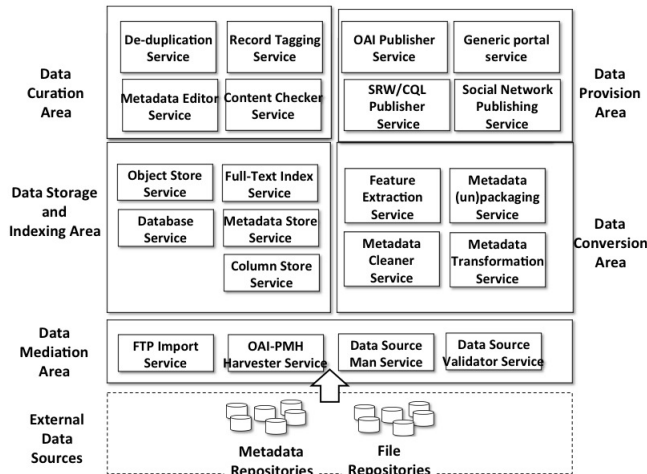 Data
Curation
Area
De-duplication
Service
Record Tagging
Service
Metadata Editor
Service
Content Checker
Service
OAI Publisher
Service
Generic portal
service
SRW/CQL
Publisher
Service
Social Network
Publishing
Service
Data
Provision
Area
Data Storage
and
Indexing Area
Object Store
Service
Full-Text Index
Service
Database
Service
Metadata Store
Service
Column Store
Service
Feature
Extraction
Service
Metadata
(un)packaging
Service
Metadata
Cleaner
Service
Metadata
Transformation
Service
Data
Conversion
Area
Data
Mediation
Area
FTP Import
Service
OAI-PMH
Harvester Service
Data Source
Man Service
Data Source
Validator Service
External
Data
Sources
Metadata
Repositories
File
Repositories